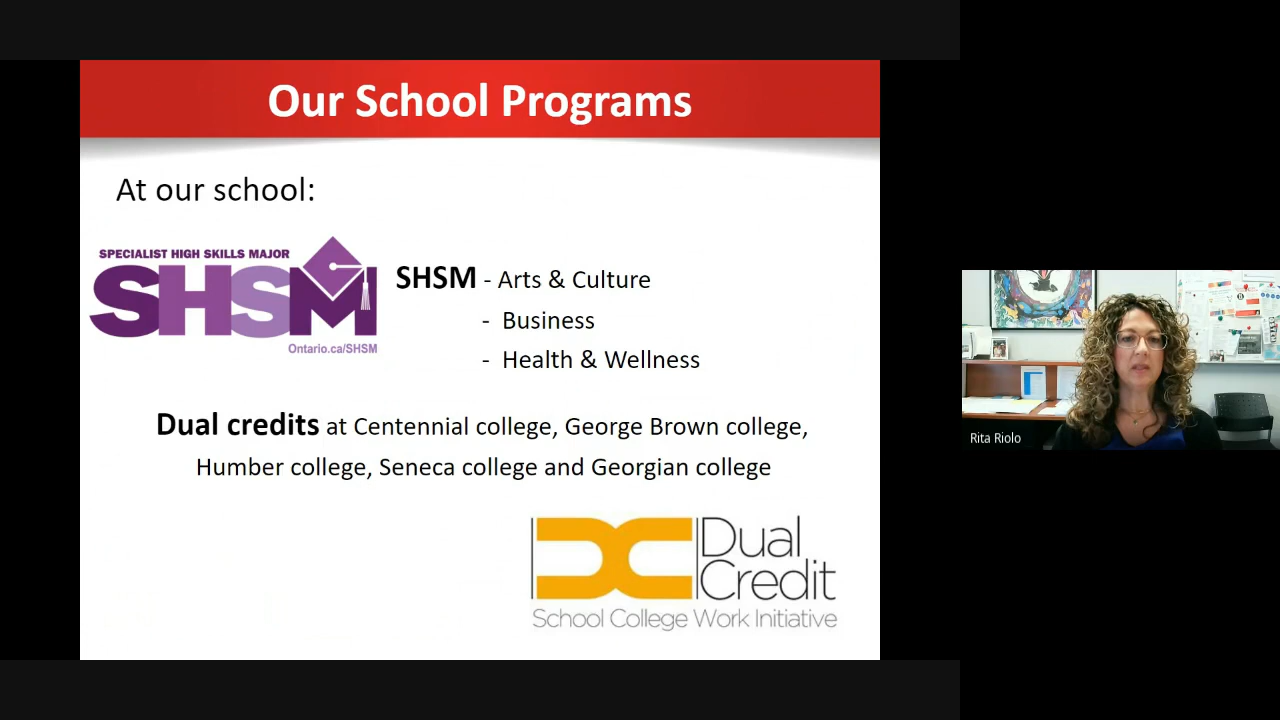 Our School Programs
At our school:
SPECIALIST HIGH SKILLS MAJOR
SHSM
Ontario.ca/SHSM
SHSM - Arts & Culture
- Business
- Health & Wellness
Dual credits at Centennial college, George Brown college,
Humber college, Seneca college and Georgian college
DC
Dual
Credit
School College Work Initiative
Rita Riolo